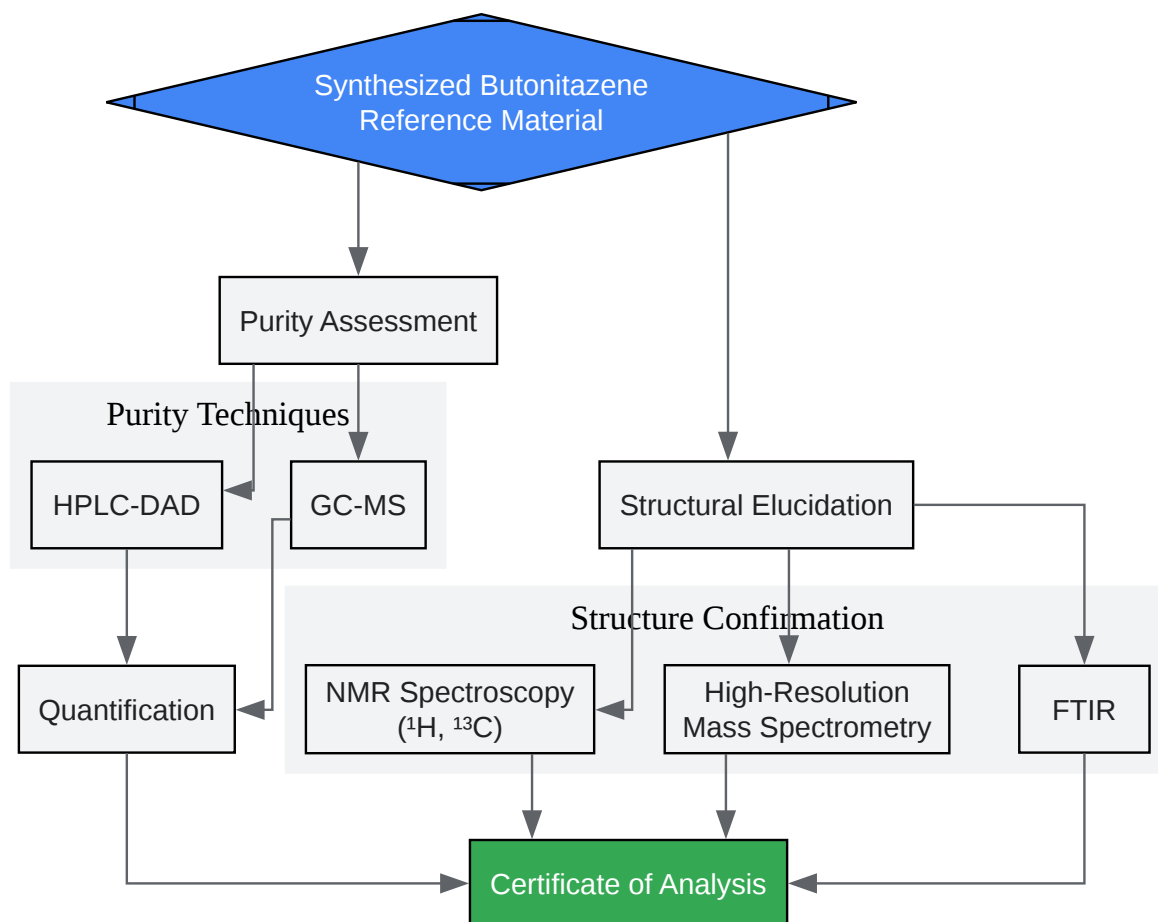 Synthesized Butonitazene
Reference Material
Purity Assessment
Purity Techniques
HPLC-DAD
GC-MS
Structural Elucidation
Structure Confirmation
Quantification
NMR Spectroscopy
(¹H, ¹³C)
High-Resolution
Mass Spectrometry
FTIR
Certificate of Analysis